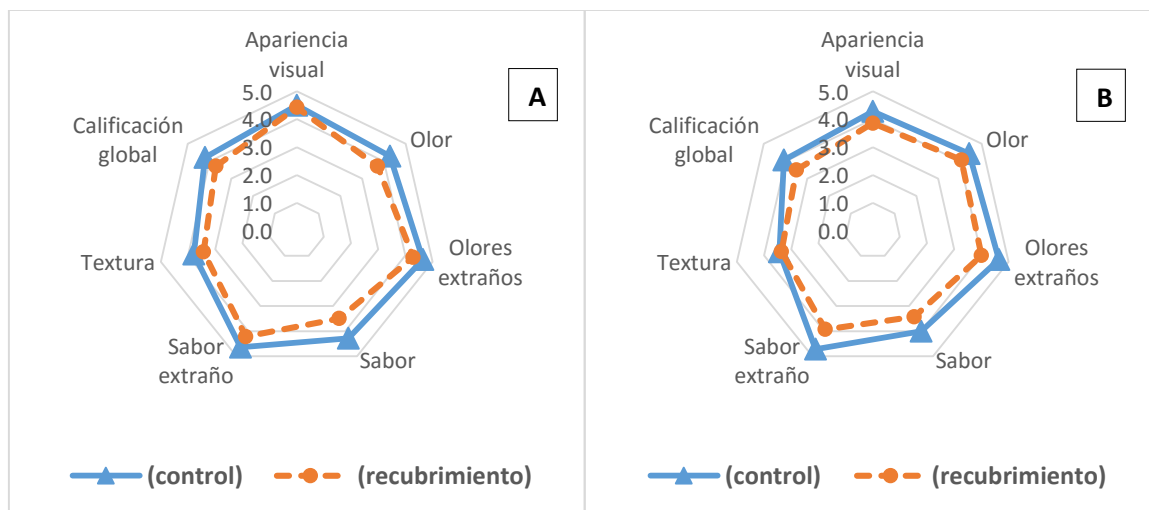 Apariencia
visual
A
5.0
4.0
3.0
2.0
1.0
0.0
Olor
Olores
extraños
Sabor
Sabor
extraño
Textura
Calificación
global
(control)
(recubrimiento)
Apariencia
visual
B
5.0
4.0
3.0
2.0
1.0
0.0
Olor
Olores
extraños
Sabor
Sabor
extraño
Textura
Calificación
global
(control)
(recubrimiento)